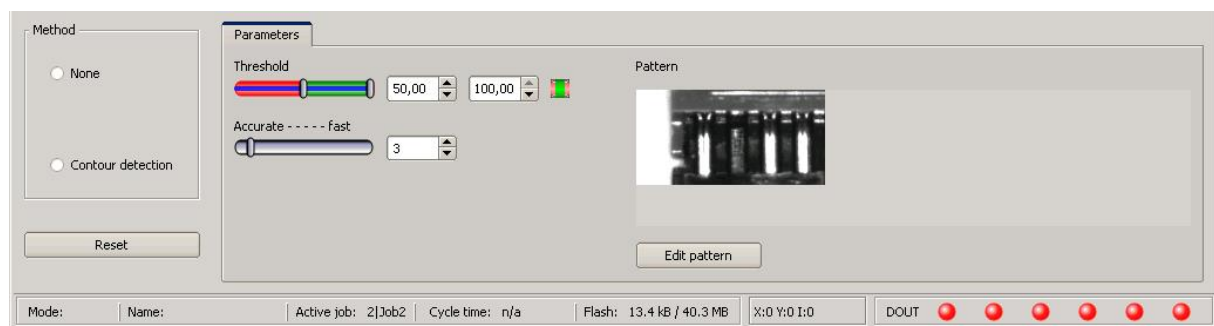 Method
None
Contour detection
Reset
Parameters
Threshold
50,00
100,00
Accurate - - - - - fast
3
Pattern
Edit pattern
Mode: Name: Active job: 2|Job2 Cycle time: n/a Flash: 13.4 kB / 40.3 MB X:0 Y:0 I:0 DOUT